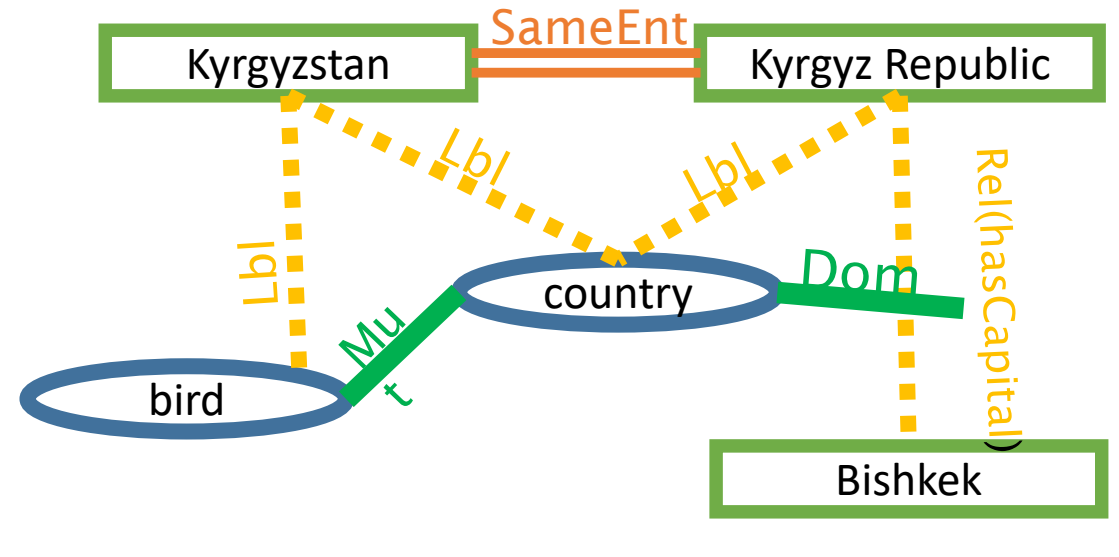 SameEnt
Kyrgyzstan
Kyrgyz Republic
Lbl
Lbl
Rel(hasCapital)
Lbl
country
Dom
Mu
t
bird
Bishkek